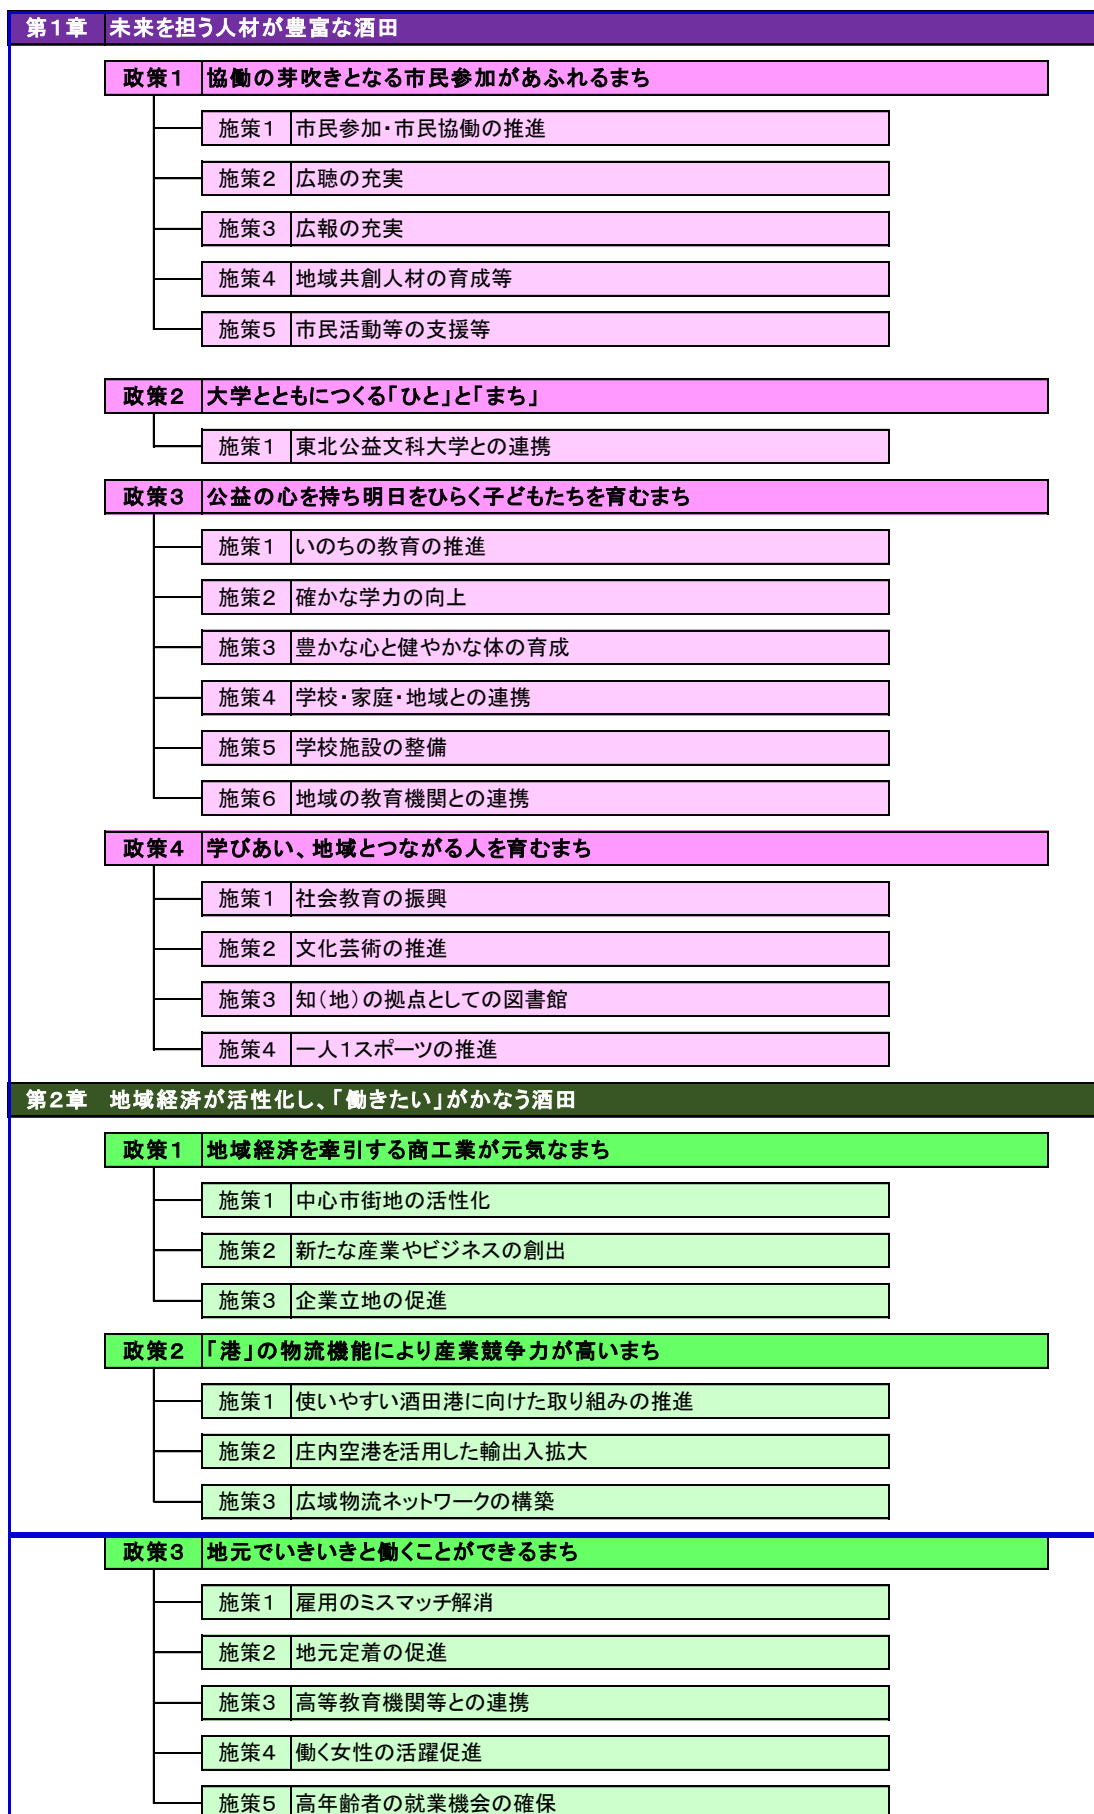 第1章 未来を担う人材が豊富な酒田
政策1 協働の芽吹きとなる市民参加があふれるまち
施策1 市民参加・市民協働の推進
施策2 広聴の充実
施策3 広報の充実
施策4 地域共創人材の育成等
施策5 市民活動等の支援等
政策2 大学とともにつくる「ひと」と「まち」
施策1 東北公益文科大学との連携
政策3 公益の心を持ち明日をひらく子どもたちを育むまち
施策1 いのちの教育の推進
施策2 確かな学力の向上
施策3 豊かな心と健やかな体の育成
施策4 学校・家庭・地域との連携
施策5 学校施設の整備
施策6 地域の教育機関との連携
政策4 学びあい、地域とつながる人を育むまち
施策1 社会教育の振興
施策2 文化芸術の推進
施策3 知(地)の拠点としての図書館
施策4 一人1スポーツの推進
第2章 地域経済が活性化し、「働きたい」がかなう酒田
政策1 地域経済を牽引する商工業が元気なまち
施策1 中心市街地の活性化
施策2 新たな産業やビジネスの創出
施策3 企業立地の促進
政策2 「港」の物流機能により産業競争力が高いまち
施策1 使いやすい酒田港に向けた取り組みの推進
施策2 庄内空港を活用した輸出入拡大
施策3 広域物流ネットワークの構築
政策3 地元でいきいきと働くことができるまち
施策1 雇用のミスマッチ解消
施策2 地元定着の促進
施策3 高等教育機関等との連携
施策4 働く女性の活躍促進
施策5 高年齢者の就業機会の確保